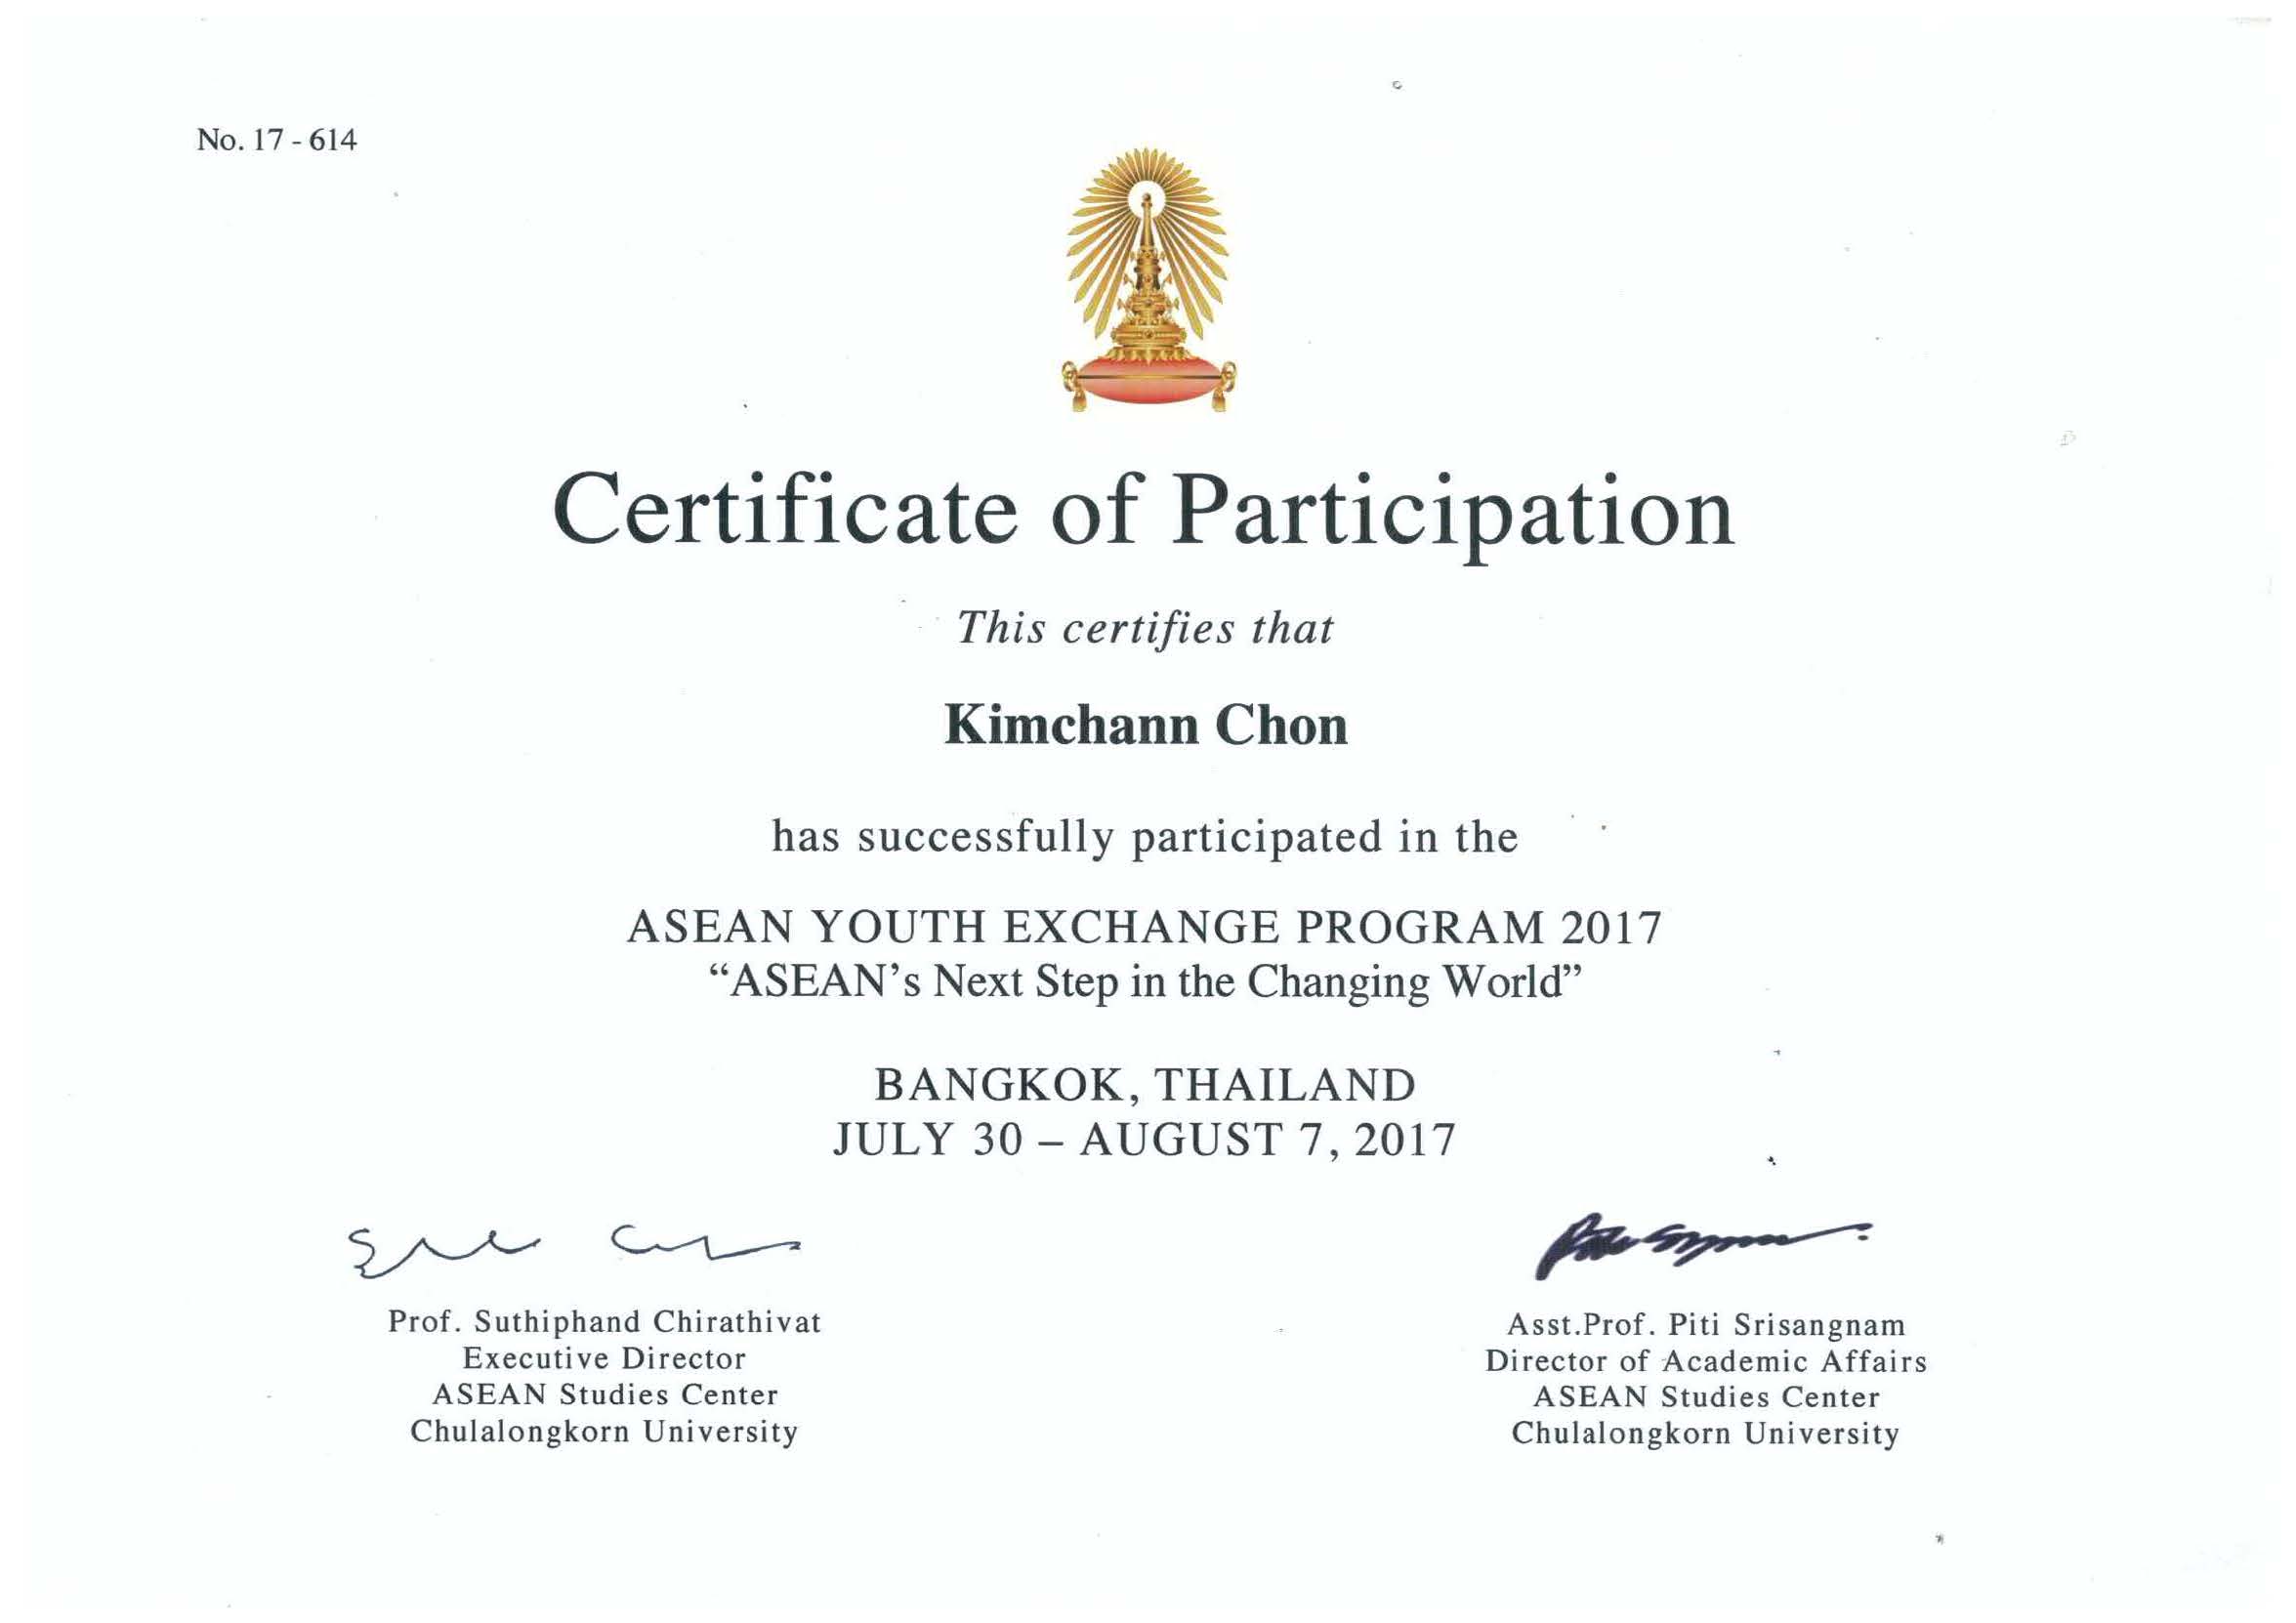 No. 17 - 614
Certificate of Participation
This certifies that
Kimchann Chon
has successfully participated in the
ASEAN YOUTH EXCHANGE PROGRAM 2017
“ASEAN’s Next Step in the Changing World”
BANGKOK, THAILAND
JULY 30 – AUGUST 7, 2017
Prof. Suthiphand Chirathivat
Executive Director
ASEAN Studies Center
Chulalongkorn University
Asst.Prof. Piti Srisangnam
Director of Academic Affairs
ASEAN Studies Center
Chulalongkorn University